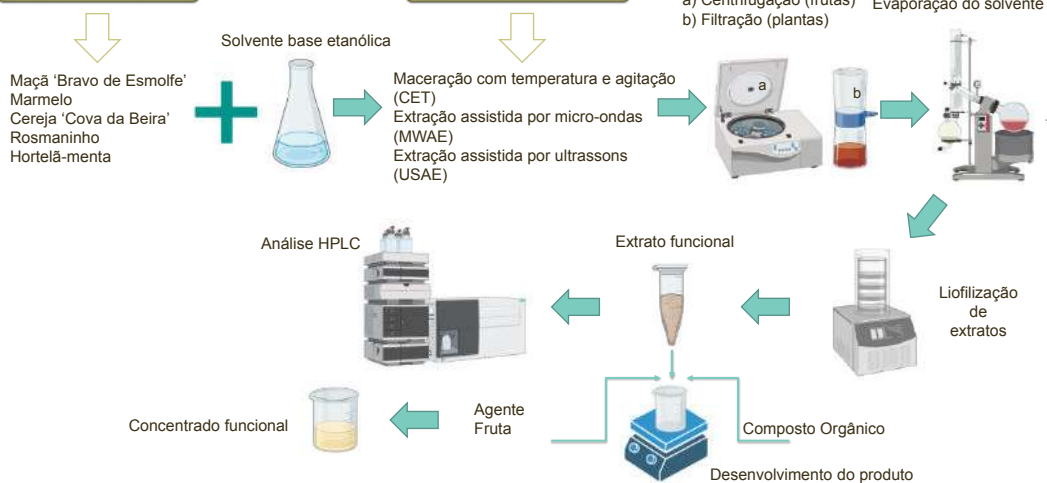 a) Centrifugação (frutas)
b) Filtração (plantas)
Evaporação do solvente
Solvente base etanólica
Maçã ‘Bravo de Esmolfe’
Marmelo
Cereja ‘Cova da Beira’
Rosmaninho
Hortelã-menta
Maceração com temperatura e agitação
(CET)
Extração assistida por micro-ondas
(MWAE)
Extração assistida por ultrassons
(USAE)
a
b
Análise HPLC
Extrato funcional
Liofilização
de
extratos
Concentrado funcional
Agente
Fruta
Composto Orgânico
Desenvolvimento do produto